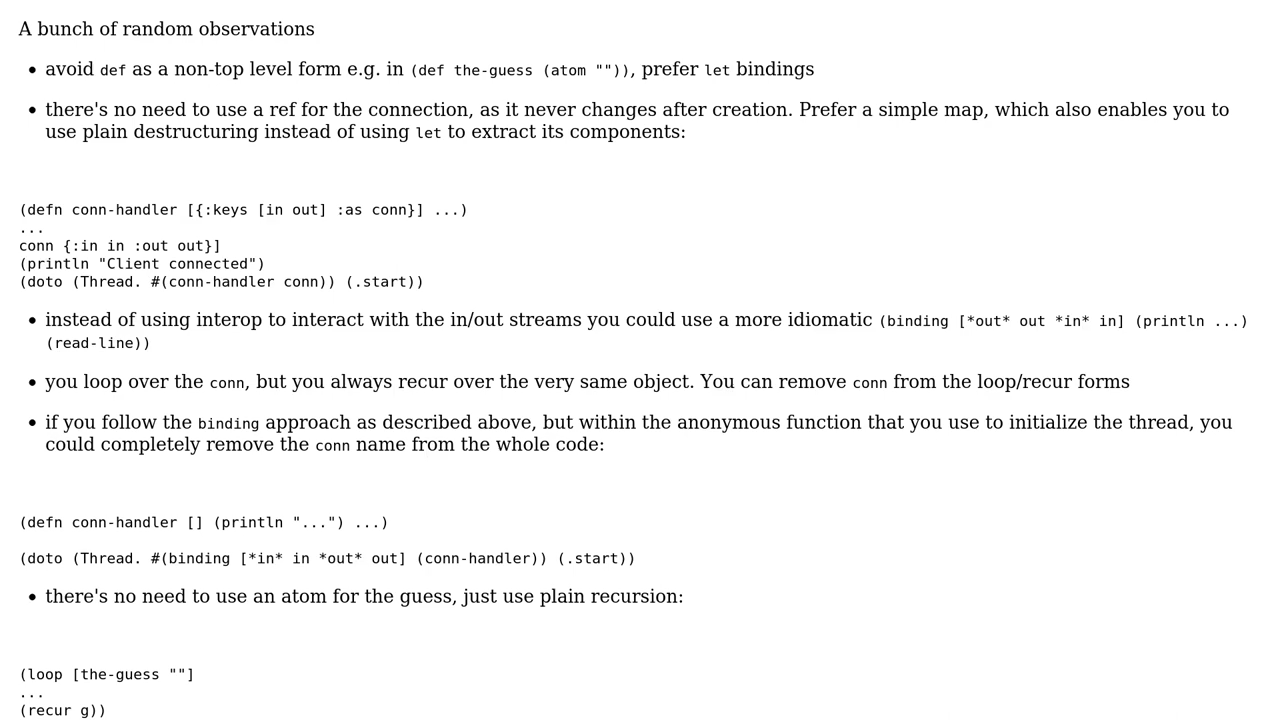 A bunch of random observations
• avoid def as a non-top level form e.g. in (def the-guess (atom "")), prefer let bindings
• there's no need to use a ref for the connection, as it never changes after creation. Prefer a simple map, which also enables you to
use plain destructuring instead of using let to extract its components:
(defn conn-handler [{:keys [in out] :as conn}] ...)
...
conn {:in in :out out}]
(println "Client connected")
(doto (Thread. #(conn-handler conn)) (.start))
• instead of using interop to interact with the in/out streams you could use a more idiomatic (binding [*out* out *in* in] (println ...)
(read-line))
• you loop over the conn, but you always recur over the very same object. You can remove conn from the loop/recur forms
• if you follow the binding approach as described above, but within the anonymous function that you use to initialize the thread, you
could completely remove the conn name from the whole code:
(defn conn-handler [] (println "...") ...)
(doto (Thread. #(binding [*in* in *out* out] (conn-handler)) (.start))
• there's no need to use an atom for the guess, just use plain recursion:
(loop [the-guess ""]
...
(recur g))